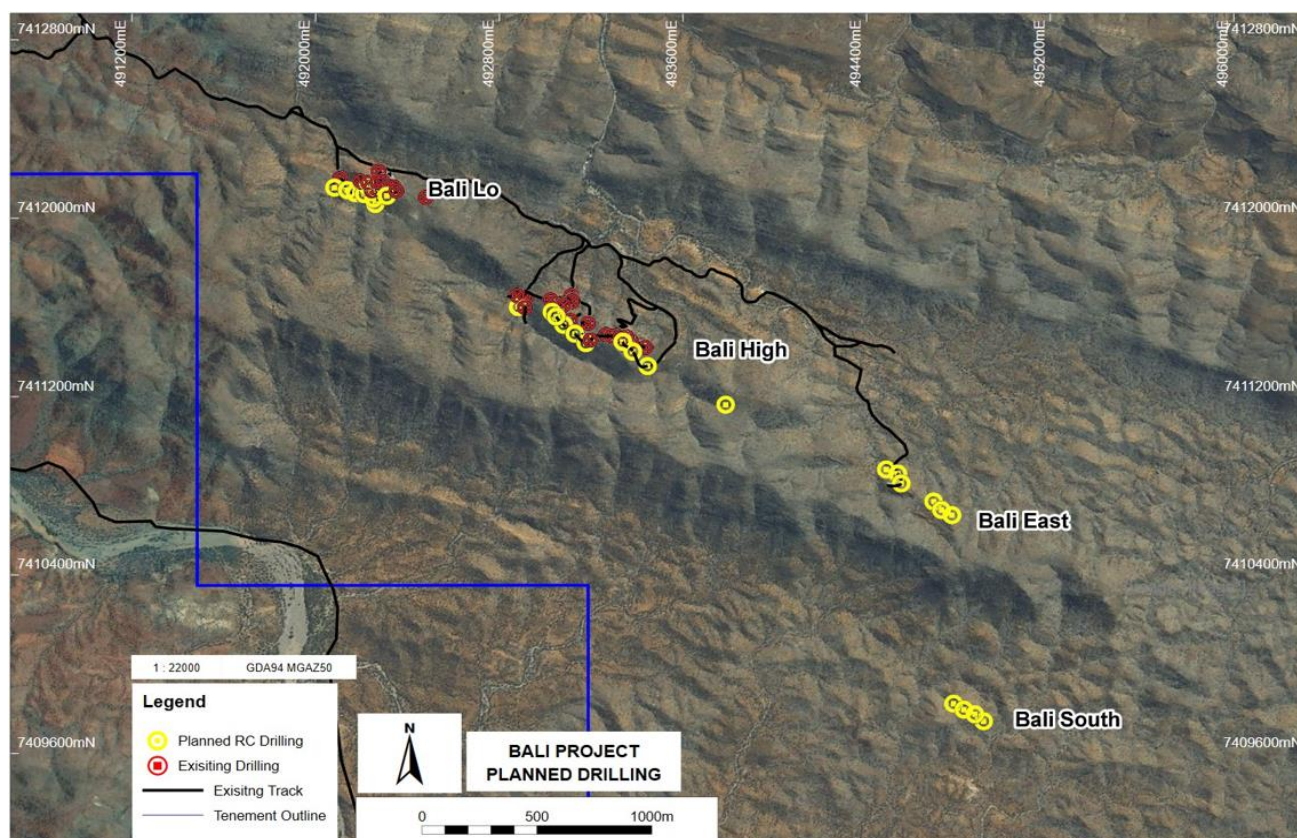 7412800mN
491200mE
492000mE
492800mE
493600mE
494400mE
495200mE
496000mE
7412800mN
Bali Lo
7412000mN
7412000mN
Bali High
7411200mN
7411200mN
Bali East
7410400mN
7410400mN
Bali South
7409600mN
7409600mN
1 : 22000 GDA94 MGAZ50
Legend
Planned RC Drilling
Exisiting Drilling
Exisitng Track
Tenement Outline
N
BALI PROJECT
PLANNED DRILLING
0 500 1000m